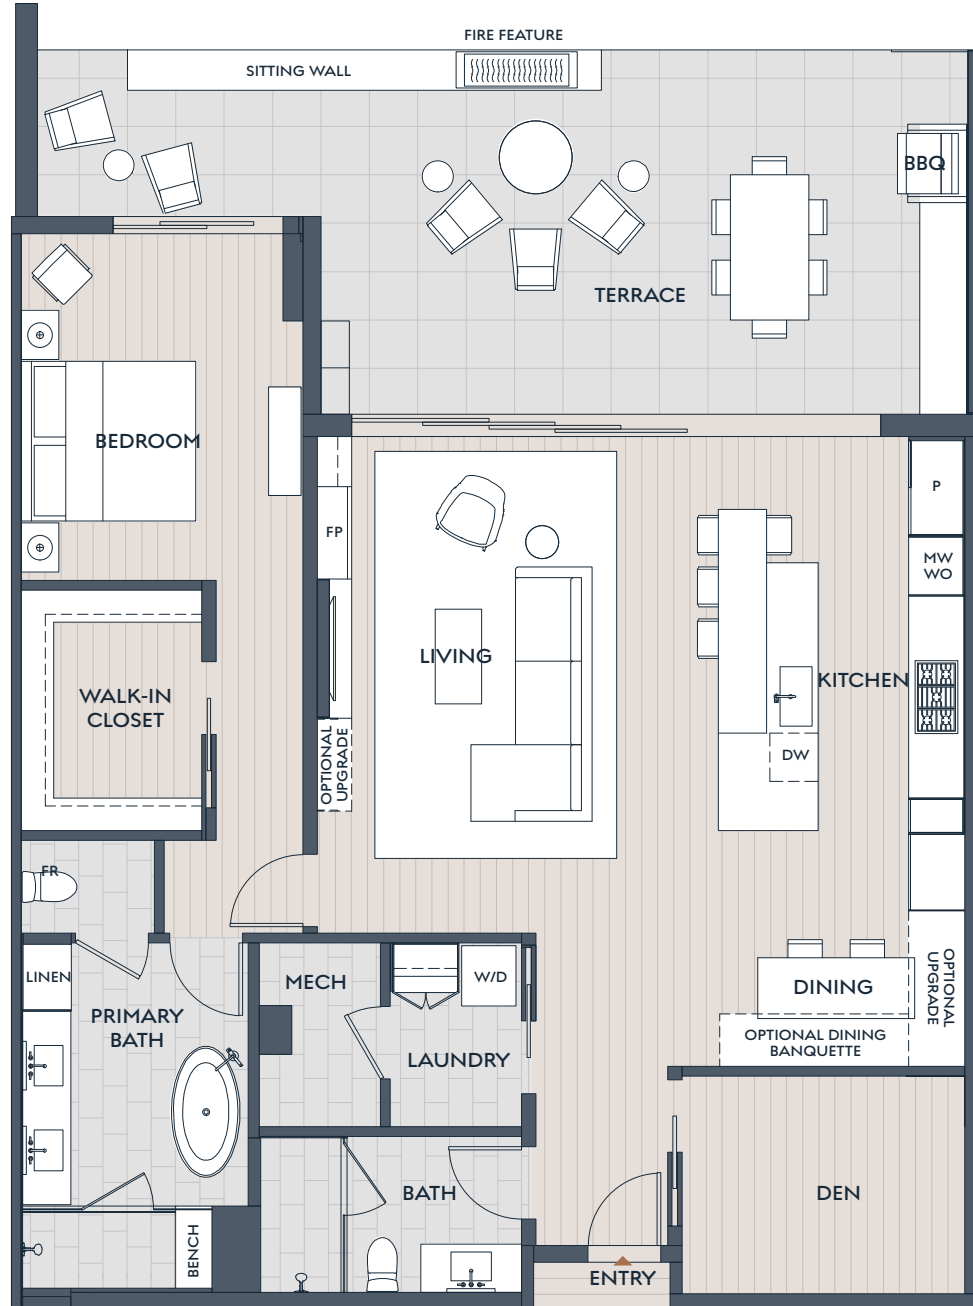 FIRE FEATURE
SITTING WALL
BBQ
TERRACE
BEDROOM
P
FP
MW
WO
LIVING
KITCHEN
WALK-IN
CLOSET
OPTIONAL
UPGRADE
DW
FR
LINEN
MECH
W/D
DINING
OPTIONAL
UPGRADE
PRIMARY
BATH
OPTIONAL DINING
BANQUETTE
LAUNDRY
BATH
DEN
BENCH
ENTRY